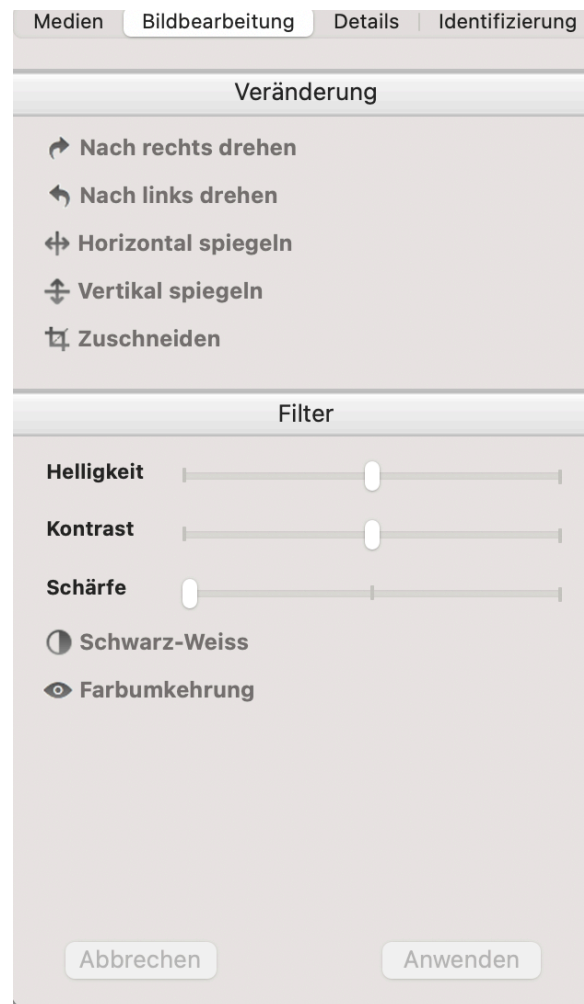 Medien Bildbearbeitung Details Identifizierung
Veränderung
Nach rechts drehen
Nach links drehen
Horizontal spiegeln
Vertikal spiegeln
Zuschneiden
Filter
Helligkeit
Kontrast
Schärfe
Schwarz-Weiss
Farbumkehrung
Abbrechen Anwenden